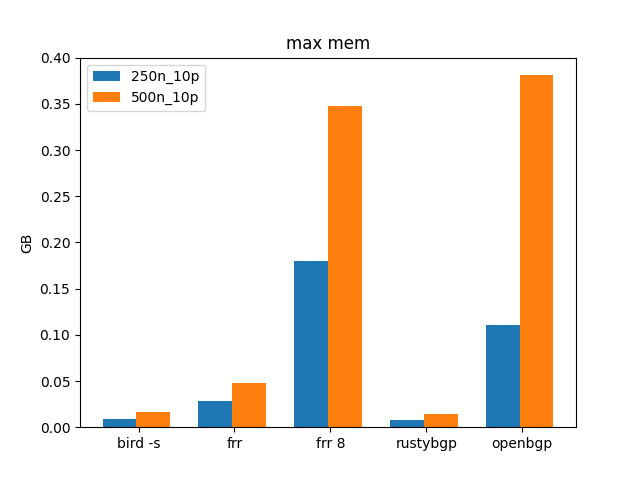 max mem
250n_10p
500n_10p
GB
0.40
0.35
0.30
0.25
0.20
0.15
0.10
0.05
0.00
bird -s
frr
frr 8
rustybgp
openbgp